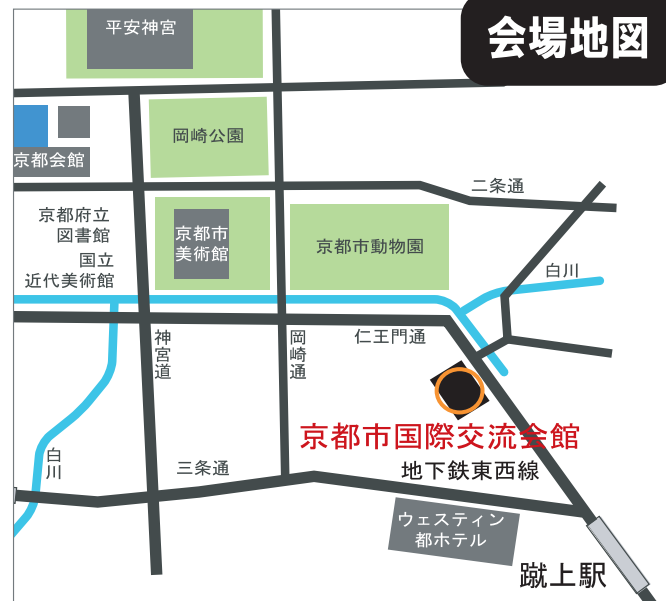 会場地図
平安神宮
岡崎公園
京都会館
二条通
京都府立
図書館
国立
近代美術館
京都市
美術館
京都市動物園
白川
神宮道
岡崎通
仁王門通
京都市国際交流会館
白川
三条通
地下鉄東西線
ウェスティン
都ホテル
蹴上駅